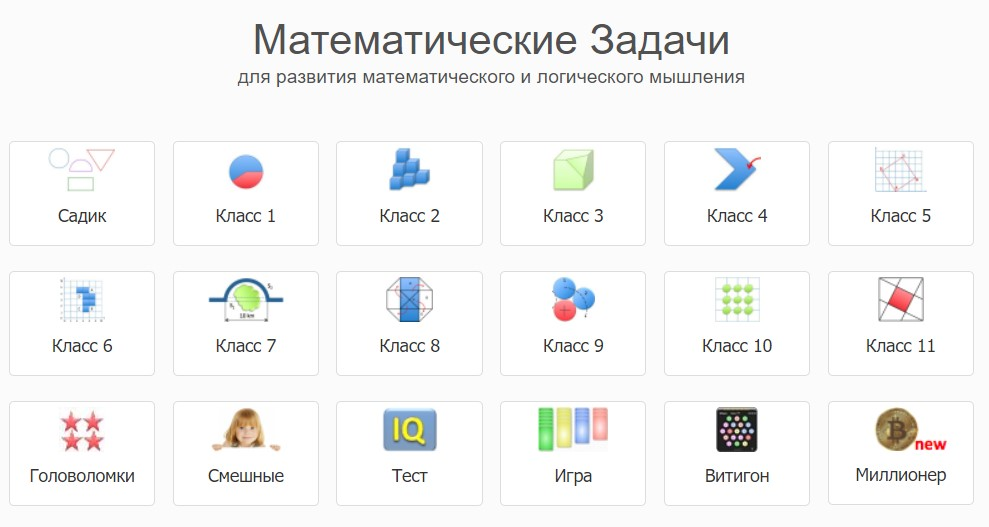 Математические Задачи
для развития математического и логического мышления
Садик
Класс 1
Класс 2
Класс 3
Класс 4
Класс 5
Класс 6
18 km
Класс 7
Класс 8
Класс 9
Класс 10
Класс 11
IQ
new
Головоломки
Смешные
Тест
Игра
Витигон
Миллионер